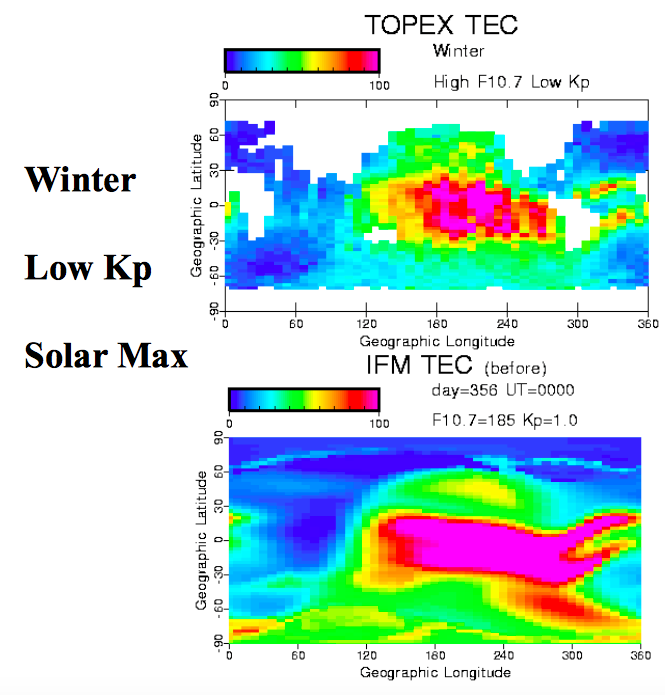 TOPEX TEC
Winter
0 100
High F10.7 Low Kp
Winter
Low Kp
Solar Max
Geographic Latitude
90
60
30
0
-30
-60
-90
0 60 120 180 240 300 360
Geographic Longitude
IFM TEC (before)
day=356 UT=0000
0 100
F10.7=185 Kp=1.0
Geographic Latitude
90
60
30
0
-30
-60
-90
0 60 120 180 240 300 360
Geographic Longitude